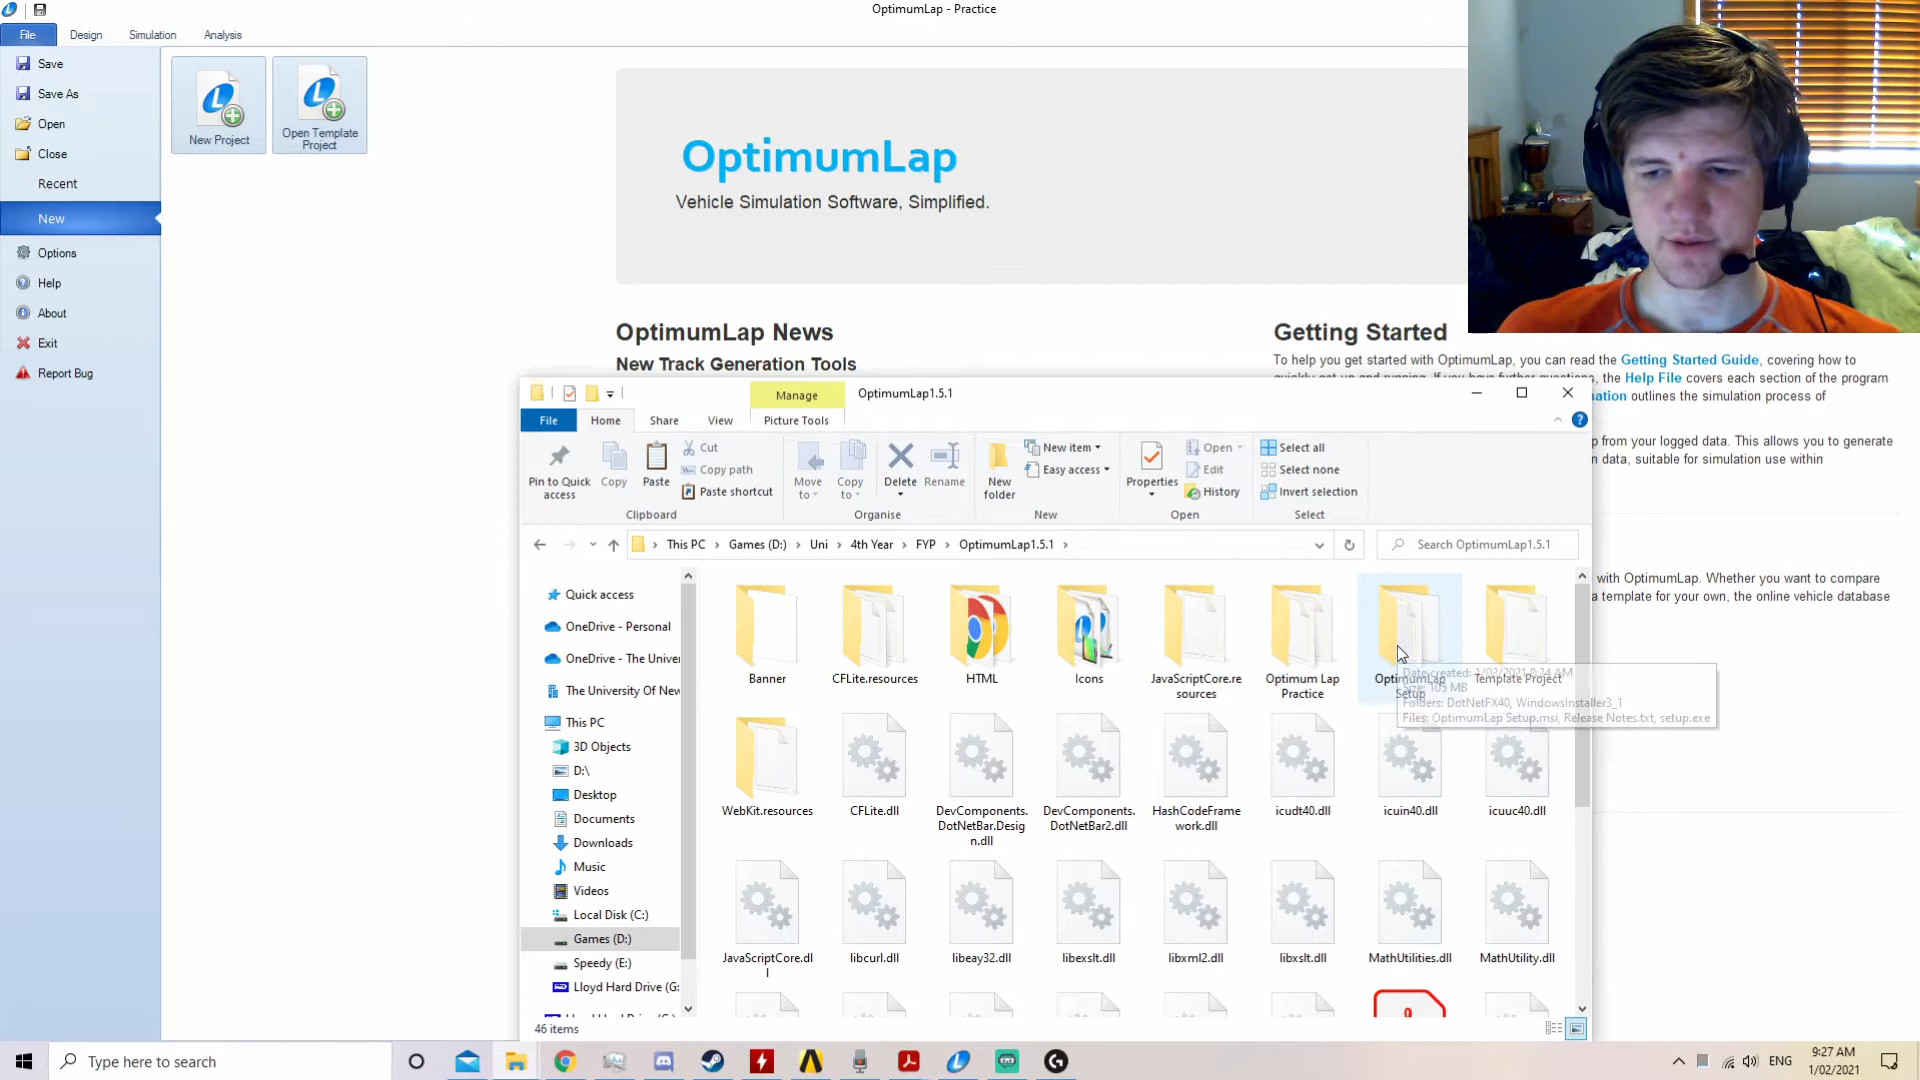 OptimumLap - Practice
File
Design
Simulation
Analysis
Save
Save As
Open
Close
Recent
New
Options
Help
About
Exit
Report Bug
New Project
Open Template
Project
OptimumLap
Vehicle Simulation Software, Simplified.
OptimumLap News
New Track Generation Tools
Getting Started
To help you get started with OptimumLap, you can read the Getting Started Guide, covering how to
the Help File covers each section of the program
outlines the simulation process of
from your logged data. This allows you to generate
data, suitable for simulation use within
with OptimumLap. Whether you want to compare
a template for your own, the online vehicle database
Manage
OptimumLap1.5.1
File
Home
Share
View
Picture Tools
Pin to Quick
access
Copy
Paste
Cut
Copy path
Paste shortcut
Clipboard
Move
to
Copy
to
Delete
Rename
Organise
New
folder
New item
Easy access
New
Properties
Open
Edit
History
Open
Select all
Select none
Invert selection
Select
This PC
Games (D:)
Uni
4th Year
FYP
OptimumLap1.5.1
Search OptimumLap1.5.1
Quick access
OneDrive - Personal
OneDrive - The Univer
The University Of New
This PC
3D Objects
D:\
Desktop
Documents
Downloads
Music
Videos
Local Disk (C:)
Games (D:)
Speedy (E:)
Lloyd Hard Drive (G:
Banner
CFLite.resources
HTML
Icons
JavaScriptCore.re
sources
Optimum Lap
Practice
OptimumLap
Setup
Template Project
Date created: 1/02/2021 8:24 AM
Size: 105 MB
Folders: DotNetFX40, WindowsInstaller3_1
Files: OptimumLap Setup.msi, Release Notes.txt, setup.exe
WebKit.resources
CFLite.dll
DevComponents.
DotNetBar.Desig
n.dll
DevComponents.
DotNetBar2.dll
HashCodeFrame
work.dll
icudt40.dll
icuin40.dll
icuuc40.dll
JavaScriptCore.dl
l
libcurl.dll
libeay32.dll
libexslt.dll
libxml2.dll
libxslt.dll
MathUtilities.dll
MathUtility.dll
46 items
Type here to search
ENG
9:27 AM
1/02/2021